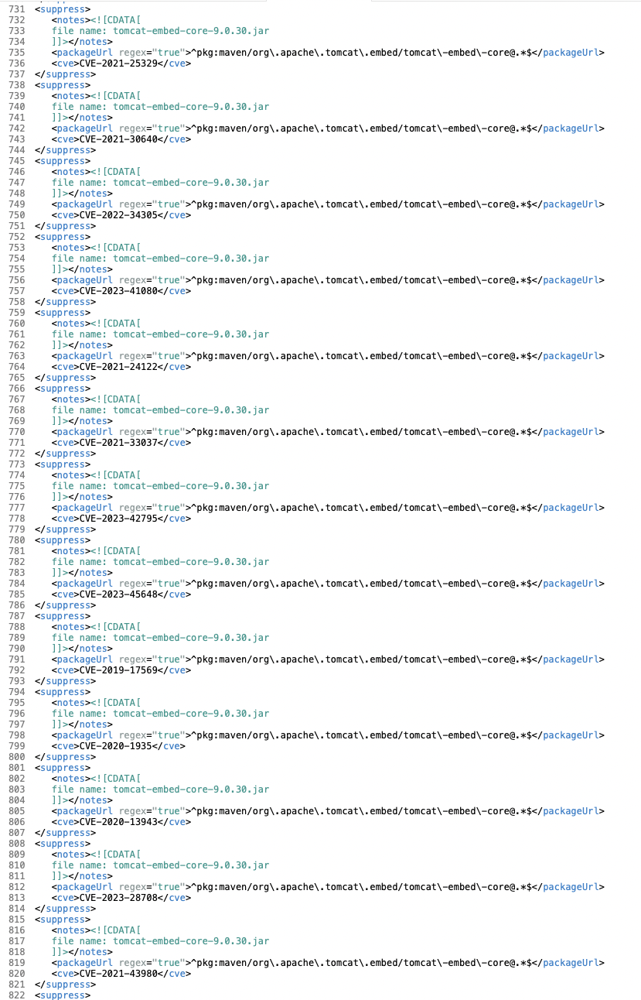 731 <suppress>
732 <notes><![CDATA[
733 file name: tomcat-embed-core-9.0.30.jar
734 ]]></notes>
735 <packageUrl regex="true">^pkg:maven/org\.apache\.tomcat\.embed/tomcat\-embed\-core@.*$</packageUrl>
736 <cve>CVE-2021-25329</cve>
737 </suppress>
738 <suppress>
739 <notes><![CDATA[
740 file name: tomcat-embed-core-9.0.30.jar
741 ]]></notes>
742 <packageUrl regex="true">^pkg:maven/org\.apache\.tomcat\.embed/tomcat\-embed\-core@.*$</packageUrl>
743 <cve>CVE-2021-30640</cve>
744 </suppress>
745 <suppress>
746 <notes><![CDATA[
747 file name: tomcat-embed-core-9.0.30.jar
748 ]]></notes>
749 <packageUrl regex="true">^pkg:maven/org\.apache\.tomcat\.embed/tomcat\-embed\-core@.*$</packageUrl>
750 <cve>CVE-2022-34305</cve>
751 </suppress>
752 <suppress>
753 <notes><![CDATA[
754 file name: tomcat-embed-core-9.0.30.jar
755 ]]></notes>
756 <packageUrl regex="true">^pkg:maven/org\.apache\.tomcat\.embed/tomcat\-embed\-core@.*$</packageUrl>
757 <cve>CVE-2023-41080</cve>
758 </suppress>
759 <suppress>
760 <notes><![CDATA[
761 file name: tomcat-embed-core-9.0.30.jar
762 ]]></notes>
763 <packageUrl regex="true">^pkg:maven/org\.apache\.tomcat\.embed/tomcat\-embed\-core@.*$</packageUrl>
764 <cve>CVE-2021-24122</cve>
765 </suppress>
766 <suppress>
767 <notes><![CDATA[
768 file name: tomcat-embed-core-9.0.30.jar
769 ]]></notes>
770 <packageUrl regex="true">^pkg:maven/org\.apache\.tomcat\.embed/tomcat\-embed\-core@.*$</packageUrl>
771 <cve>CVE-2021-33037</cve>
772 </suppress>
773 <suppress>
774 <notes><![CDATA[
775 file name: tomcat-embed-core-9.0.30.jar
776 ]]></notes>
777 <packageUrl regex="true">^pkg:maven/org\.apache\.tomcat\.embed/tomcat\-embed\-core@.*$</packageUrl>
778 <cve>CVE-2023-42795</cve>
779 </suppress>
780 <suppress>
781 <notes><![CDATA[
782 file name: tomcat-embed-core-9.0.30.jar
783 ]]></notes>
784 <packageUrl regex="true">^pkg:maven/org\.apache\.tomcat\.embed/tomcat\-embed\-core@.*$</packageUrl>
785 <cve>CVE-2023-45648</cve>
786 </suppress>
787 <suppress>
788 <notes><![CDATA[
789 file name: tomcat-embed-core-9.0.30.jar
790 ]]></notes>
791 <packageUrl regex="true">^pkg:maven/org\.apache\.tomcat\.embed/tomcat\-embed\-core@.*$</packageUrl>
792 <cve>CVE-2019-17569</cve>
793 </suppress>
794 <suppress>
795 <notes><![CDATA[
796 file name: tomcat-embed-core-9.0.30.jar
797 ]]></notes>
798 <packageUrl regex="true">^pkg:maven/org\.apache\.tomcat\.embed/tomcat\-embed\-core@.*$</packageUrl>
799 <cve>CVE-2020-1935</cve>
800 </suppress>
801 <suppress>
802 <notes><![CDATA[
803 file name: tomcat-embed-core-9.0.30.jar
804 ]]></notes>
805 <packageUrl regex="true">^pkg:maven/org\.apache\.tomcat\.embed/tomcat\-embed\-core@.*$</packageUrl>
806 <cve>CVE-2020-13943</cve>
807 </suppress>
808 <suppress>
809 <notes><![CDATA[
810 file name: tomcat-embed-core-9.0.30.jar
811 ]]></notes>
812 <packageUrl regex="true">^pkg:maven/org\.apache\.tomcat\.embed/tomcat\-embed\-core@.*$</packageUrl>
813 <cve>CVE-2023-28708</cve>
814 </suppress>
815 <suppress>
816 <notes><![CDATA[
817 file name: tomcat-embed-core-9.0.30.jar
818 ]]></notes>
819 <packageUrl regex="true">^pkg:maven/org\.apache\.tomcat\.embed/tomcat\-embed\-core@.*$</packageUrl>
820 <cve>CVE-2021-43980</cve>
821 </suppress>
822 <suppress>